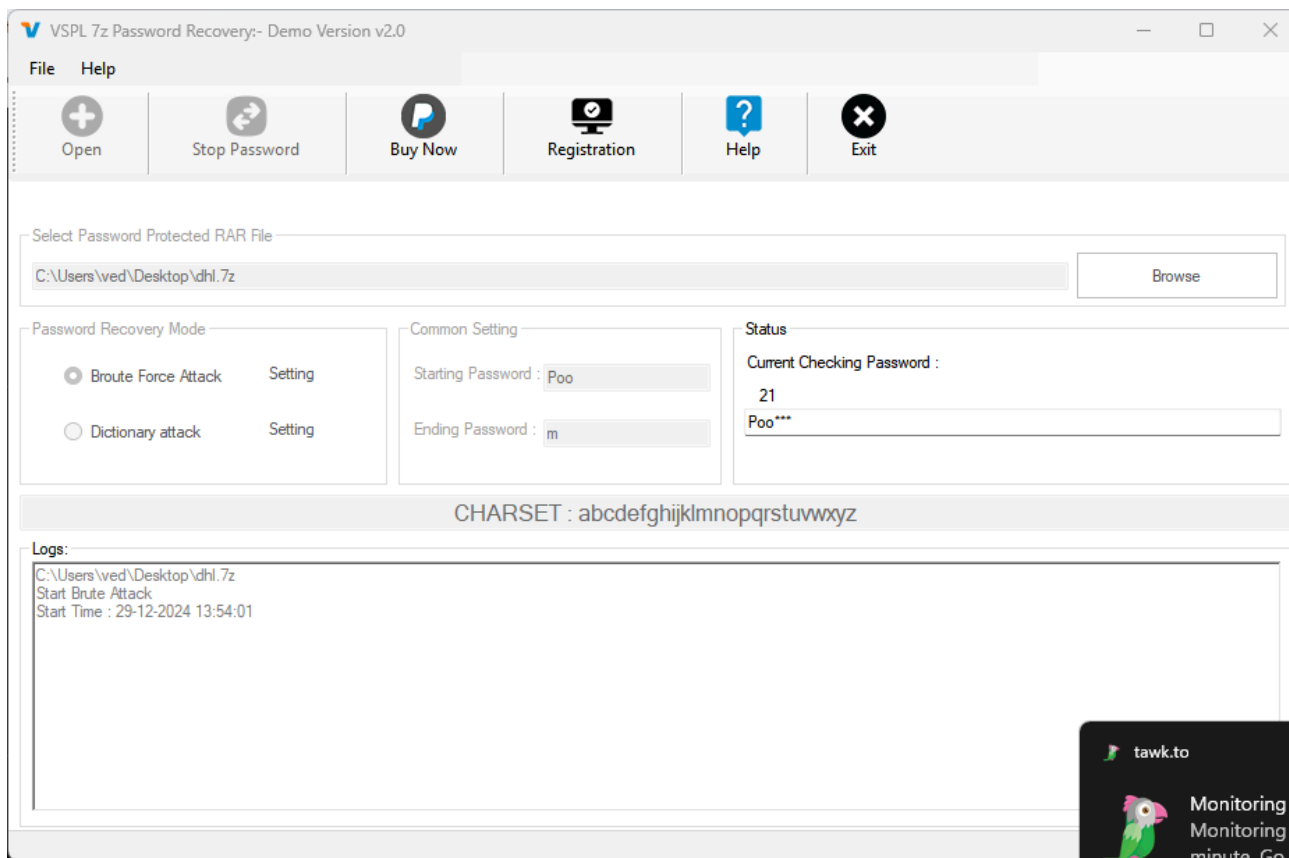 VSPL 7z Password Recovery:- Demo Version v2.0
File Help
Open Stop Password Buy Now Registration Help Exit
Select Password Protected RAR File
C:\Users\ved\Desktop\dhl.7z Browse
Password Recovery Mode
Broute Force Attack Setting
Dictionary attack Setting
Common Setting
Starting Password : Poo
Ending Password : m
Status
Current Checking Password :
21
Poo***
CHARSET : abcdefghijklmnopqrstuvwxyz
Logs:
C:\Users\ved\Desktop\dhl.7z
Start Brute Attack
Start Time : 29-12-2024 13:54:01
tawk.to
Monitoring
Monitoring
minute. Go